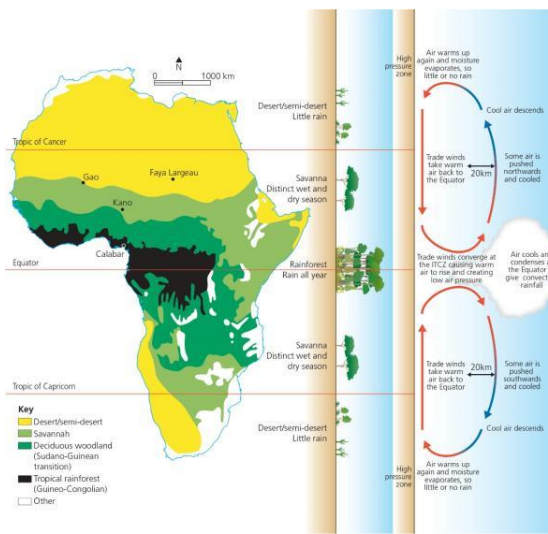 N
0 1000 km
Tropic of Cancer
Gao
Faya Largeau
Kano
Calabar
Equator
Tropic of Capricorn
Key
Desert/semi-desert
Savannah
Deciduous woodland
(Sudano-Guinean
transition)
Tropical rainforest
(Guineo-Congolian)
Other
Desert/semi-desert
Little rain
Savanna
Distinct wet and
dry season
Rainforest
Rain all year
Savanna
Distinct wet and
dry season
Desert/semi-desert
Little rain
High
pressure
zone
Air warms up
again and moisture
evaporates, so
little or no rain
Cool air descends
Trade winds
take warm
air back to
the Equator
20km
Some air is
pushed
northwards
and cooled
Trade winds converge at
the ITCZ causing warm
air to rise and creating
low air pressure
Air cools an
condenses a
the Equator
give convect
rainfall
Trade winds
take warm
air back to
the Equator
20km
Some air is
pushed
southwards
and cooled
Cool air descends
High
pressure
zone
Air warms up
again and moisture
evaporates, so
little or no rain